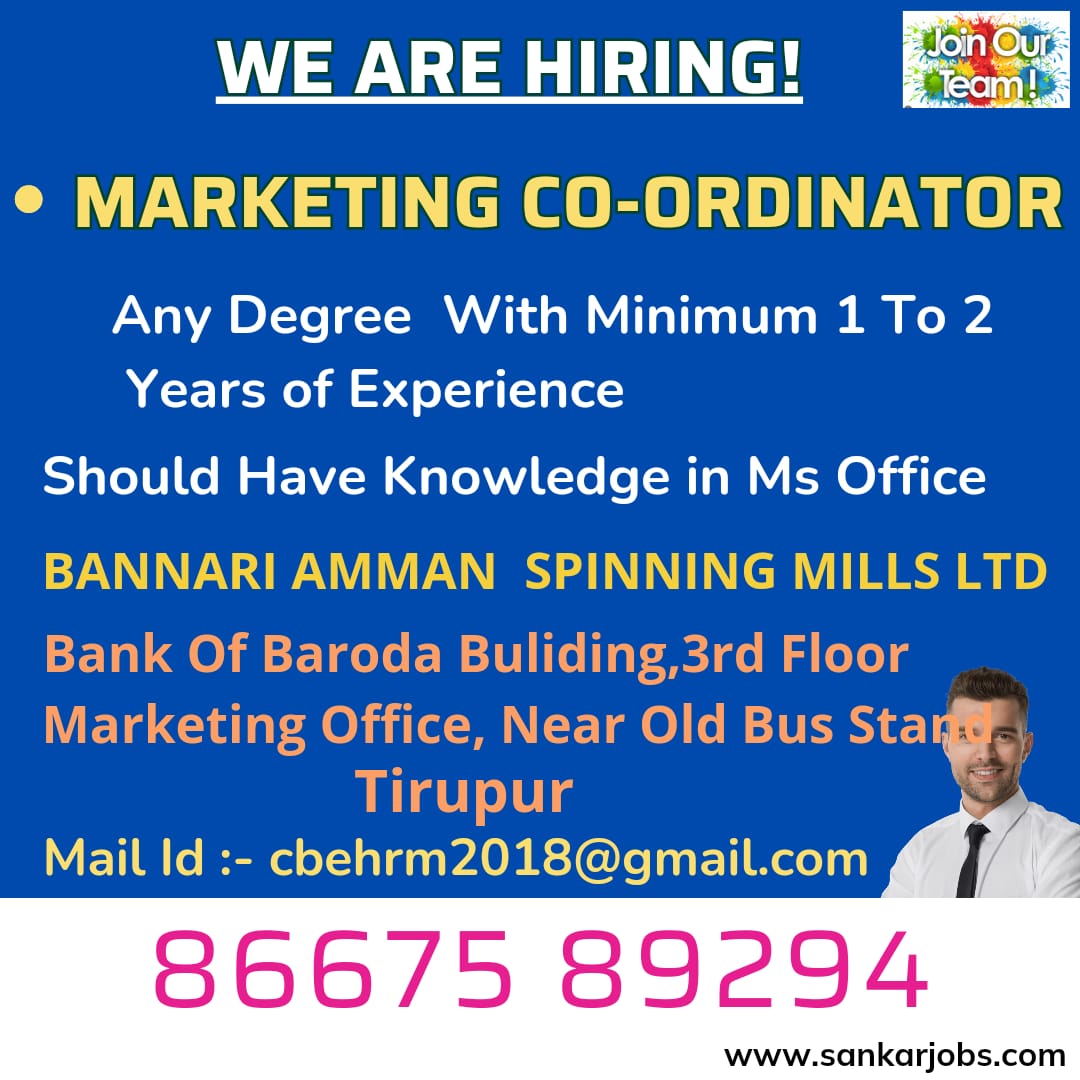 WE ARE HIRING!
Join Our
Team!
• MARKETING CO-ORDINATOR
Any Degree With Minimum 1 To 2
Years of Experience
Should Have Knowledge in Ms Office
BANNARI AMMAN SPINNING MILLS LTD
Bank Of Baroda Buliding,3rd Floor
Marketing Office, Near Old Bus Stand
Tirupur
Mail Id :- cbehrm2018@gmail.com
86675 89294
www.sankarjobs.com